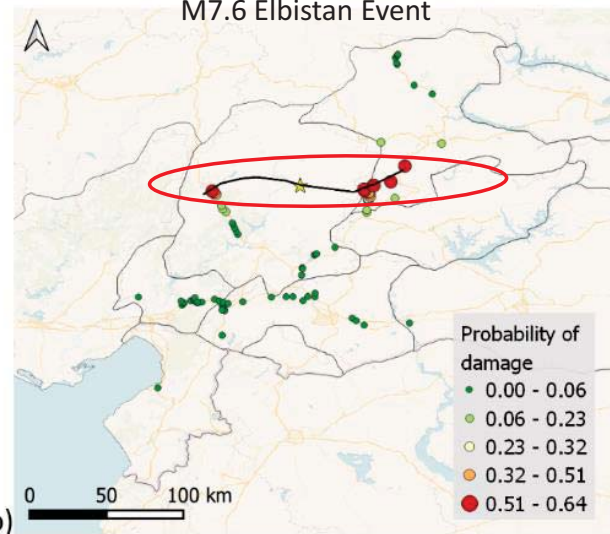 M7.6 Elbistan Event
Probability of
damage
0.00 - 0.06
0.06 - 0.23
0.23 - 0.32
0.32 - 0.51
0.51 - 0.64
0 50 100 km
)